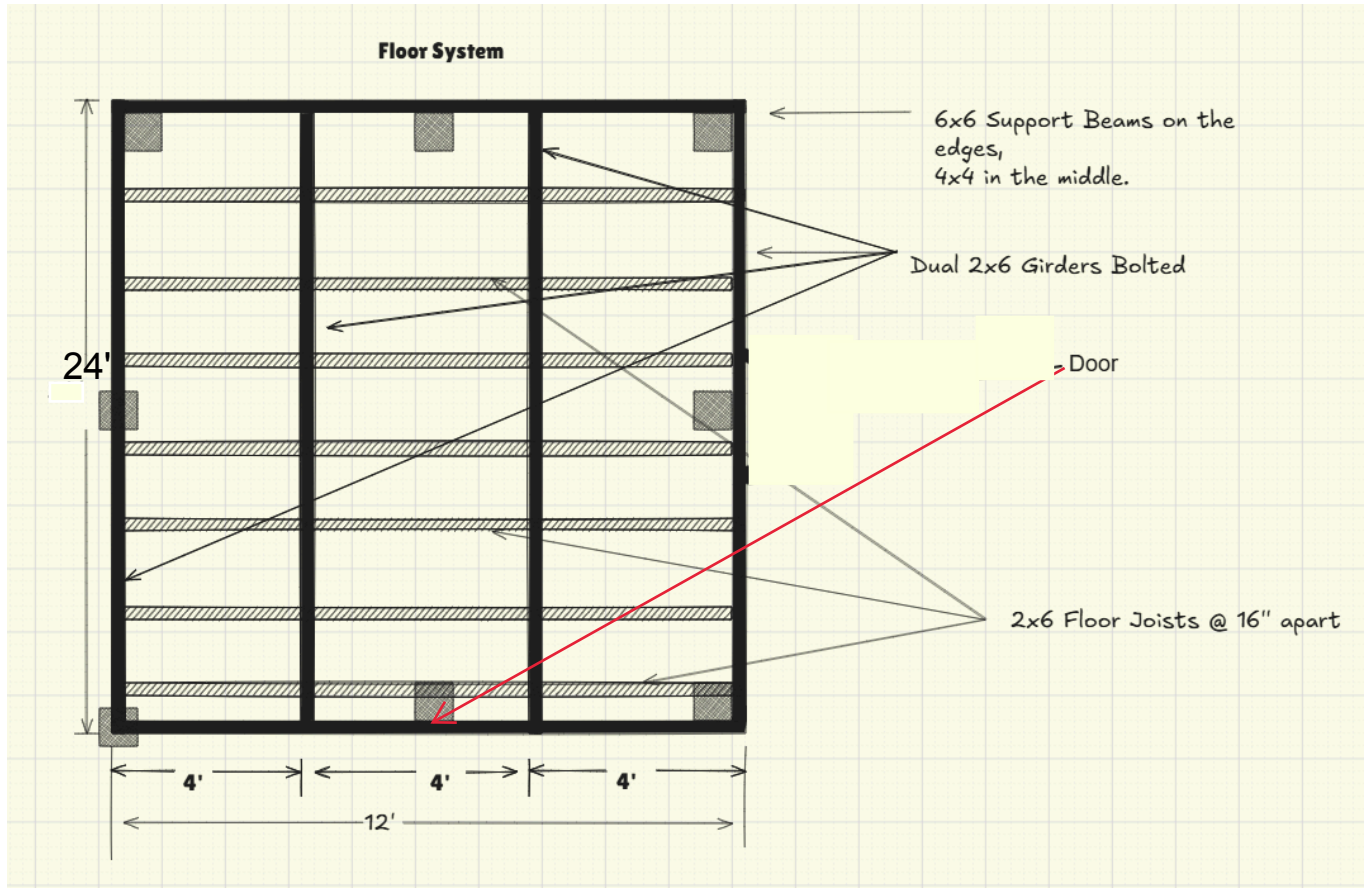 Floor System
6x6 Support Beams on the
edges,
4x4 in the middle.
Dual 2x6 Girders Bolted
24'
Door
2x6 Floor Joists @ 16" apart
4'
4'
4'
12'